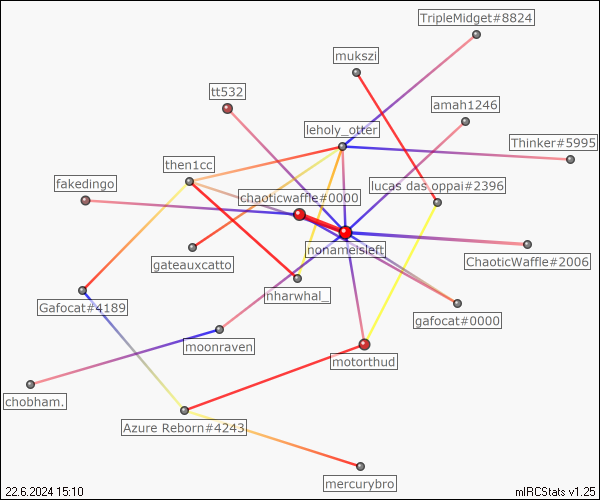 TripleMidget#8824
mukszi
tt532
amah1246
leholy_otter
Thinker#5995
then1cc
fakedingo
chaoticwaffle#0000
lucas das oppai#2396
nonameisleft
gateauxcatto
ChaoticWaffle#2006
nharwhal_
Gafocat#4189
gafocat#0000
moonraven
motorthud
chobham.
Azure Reborn#4243
mercurybro
22.6.2024 15:10
mIRCStats v1.25